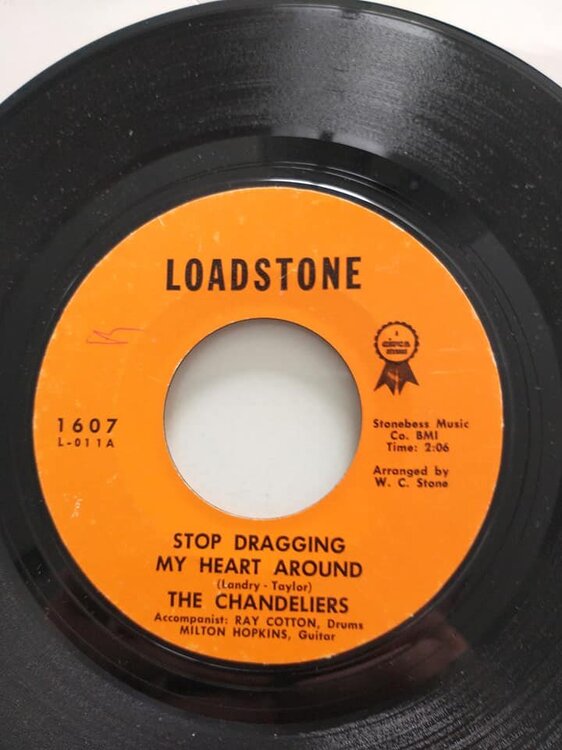 LOADSTONE
A
CIRCA
1607
L-011A
Stonebess Music
Co. BMI
Time: 2:06
Arranged by
W. C. Stone
STOP DRAGGING
MY HEART AROUND
(Landry - Taylor)
THE CHANDELIERS
Accompanist: RAY COTTON, Drums
MILTON HOPKINS, Guitar